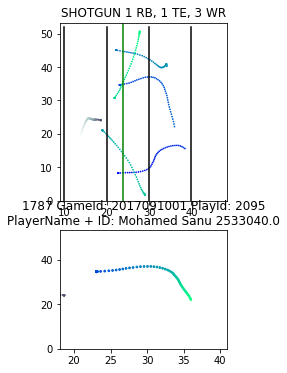 SHOTGUN 1 RB, 1 TE, 3 WR
50
40
30
20
10
0
10 20 30 40
1787 GameId: 2017091001 PlayId: 2095
PlayerName + ID: Mohamed Sanu 2533040.0
40
20
0
20 25 30 35 40